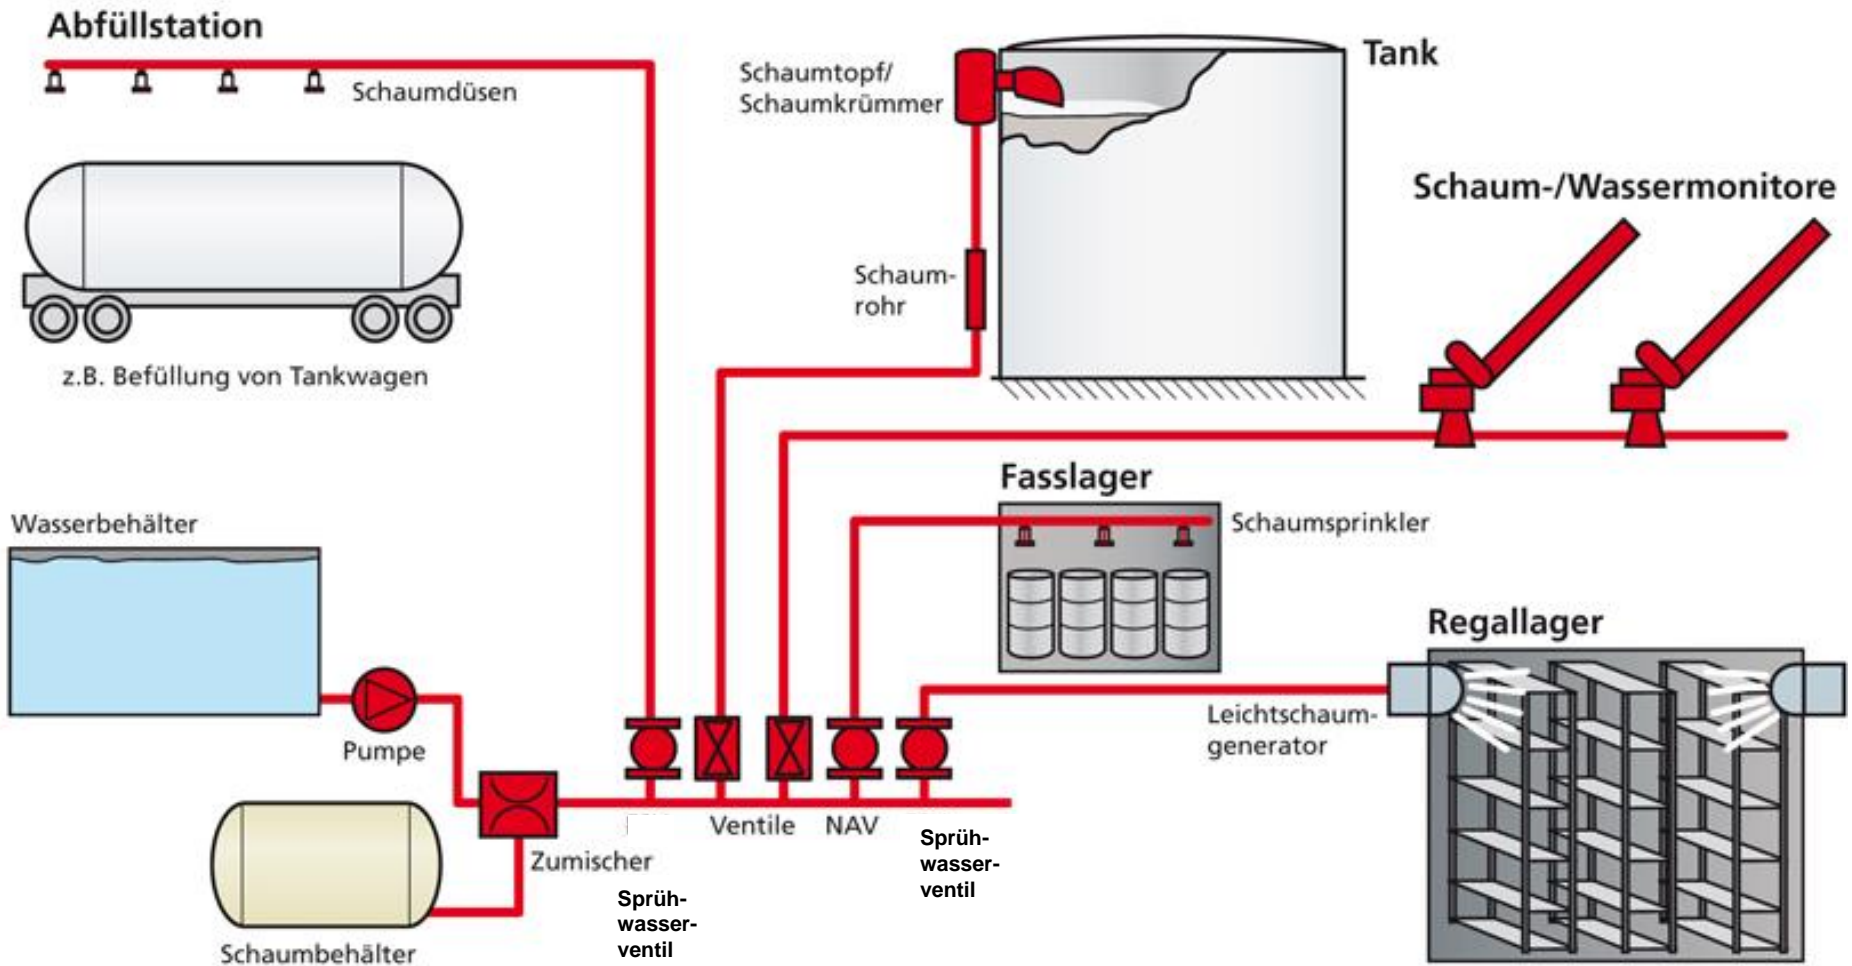 Abfüllstation
Schaumdüsen
z.B. Befüllung von Tankwagen
Schaumtopf/
Schaumkrümmer
Tank
Schaum-
rohr
Schaum-/Wassermonitore
Fasslager
Schaumsprinkler
Regallager
Leichtschaum-
generator
Wasserbehälter
Pumpe
Zumischer
Schaumbehälter
Sprüh-
wasser-
ventil
Ventile
NAV
Sprüh-
wasser-
ventil